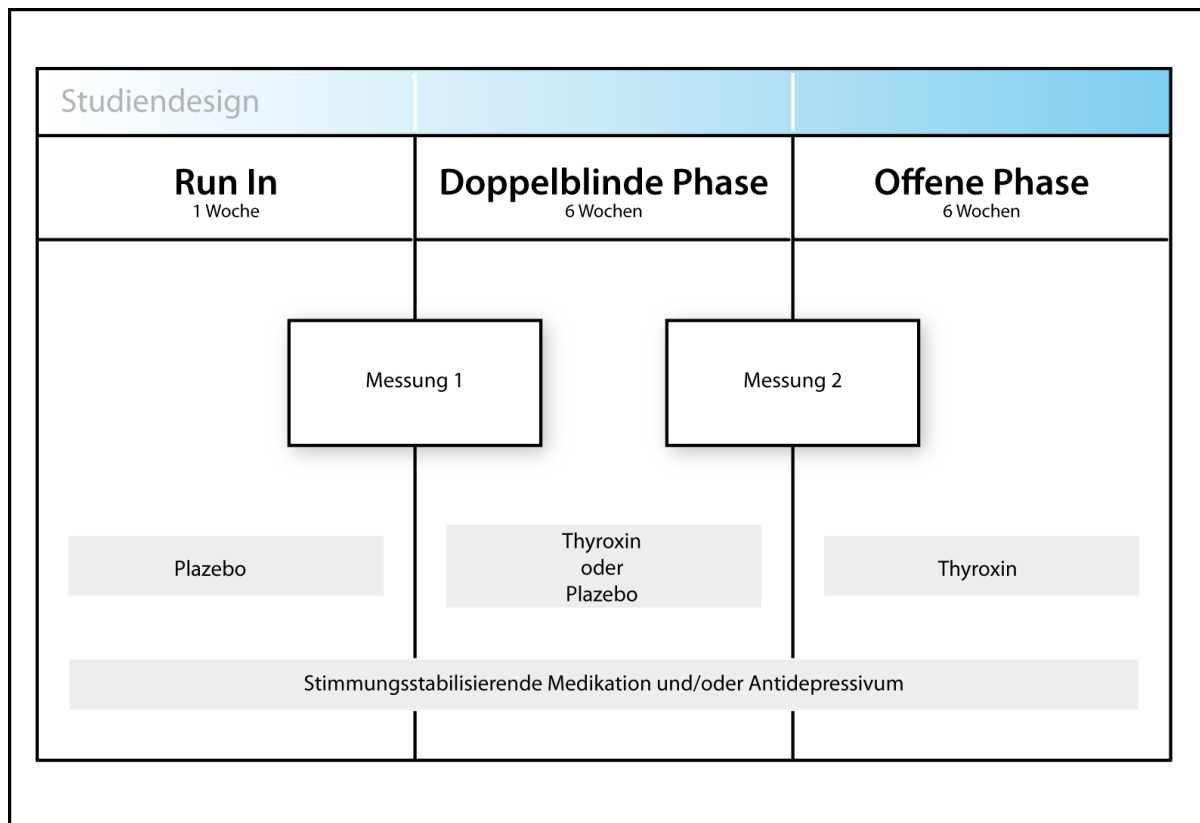 Studiendesign
Run In
1 Woche
Doppelblinde Phase
6 Wochen
Offene Phase
6 Wochen
Messung 1
Messung 2
Plazebo
Thyroxin
oder
Plazebo
Thyroxin
Stimmungsstabilisierende Medikation und/oder Antidepressivum